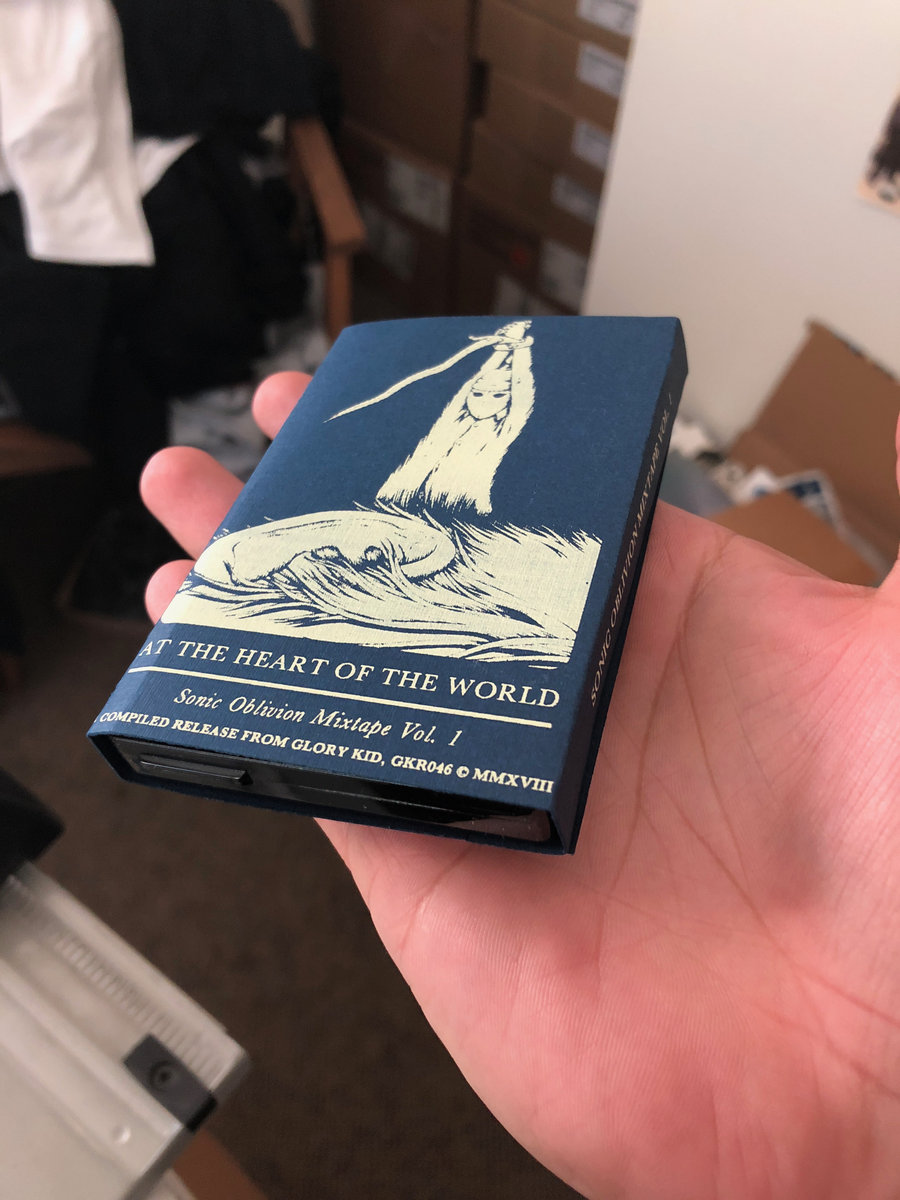 AT THE HEART OF THE WORLD
Sonic Oblivion Mixtape Vol. 1
COMPILED RELEASE FROM GLORY KID, GKR046 © MMXVIII
SONIC OBLIVION MIXTAPE VOL. 1